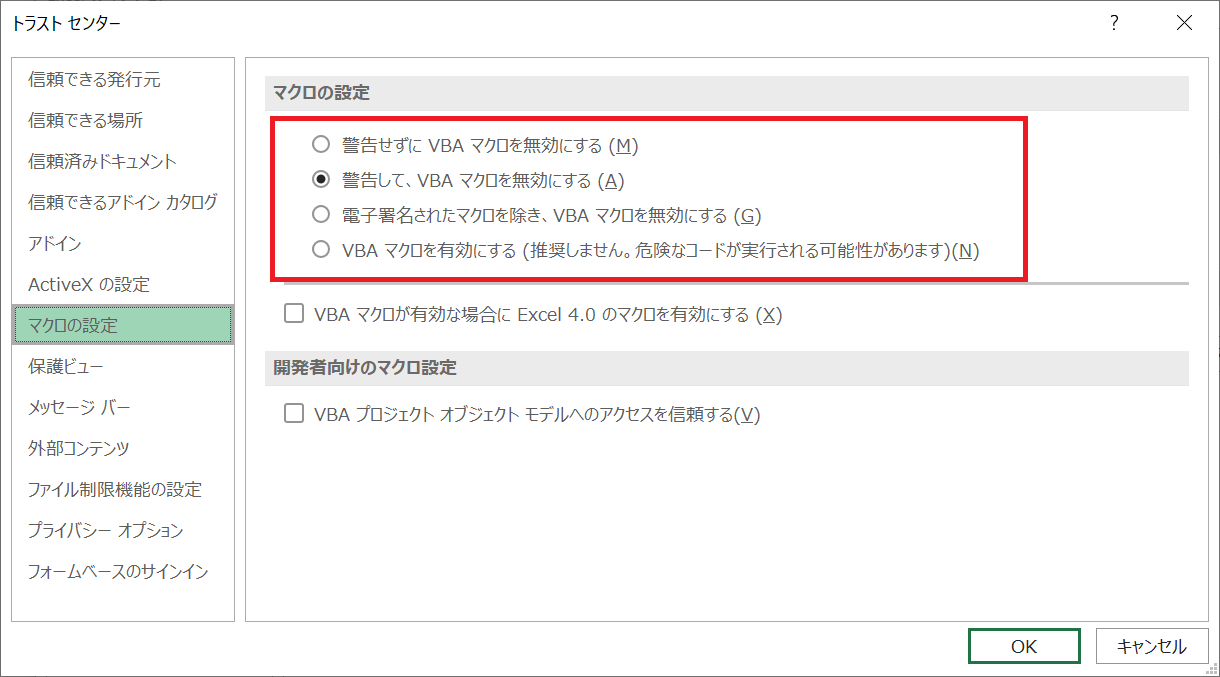 トラスト センター
?
信頼できる発行元
信頼できる場所
信頼済みドキュメント
信頼できるアドイン カタログ
アドイン
ActiveX の設定
マクロの設定
保護ビュー
メッセージ バー
外部コンテンツ
ファイル制限機能の設定
プライバシー オプション
フォームベースのサインイン
マクロの設定
警告せずに VBA マクロを無効にする (M)
警告して、VBA マクロを無効にする (A)
電子署名されたマクロを除き、VBA マクロを無効にする (G)
VBA マクロを有効にする (推奨しません。危険なコードが実行される可能性があります)(N)
VBA マクロが有効な場合に Excel 4.0 のマクロを有効にする (X)
開発者向けのマクロ設定
VBA プロジェクト オブジェクト モデルへのアクセスを信頼する(V)
OK
キャンセル